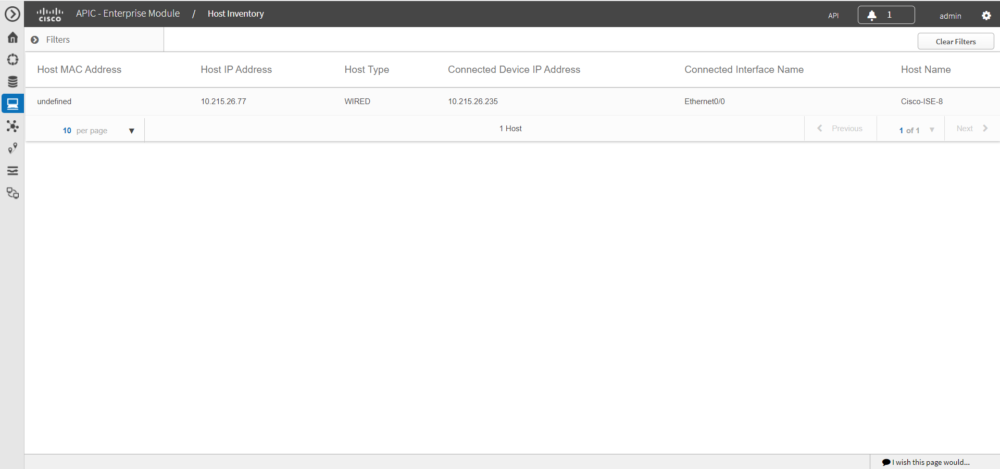 CISCO APIC - Enterprise Module / Host Inventory API 1 admin
Filters Clear Filters
Host MAC Address Host IP Address Host Type Connected Device IP Address Connected Interface Name Host Name
undefined 10.215.26.77 WIRED 10.215.26.235 Ethernet0/0 Cisco-ISE-8
10 per page ▼ 1 Host Previous 1 of 1 ▼ Next
I wish this page would...